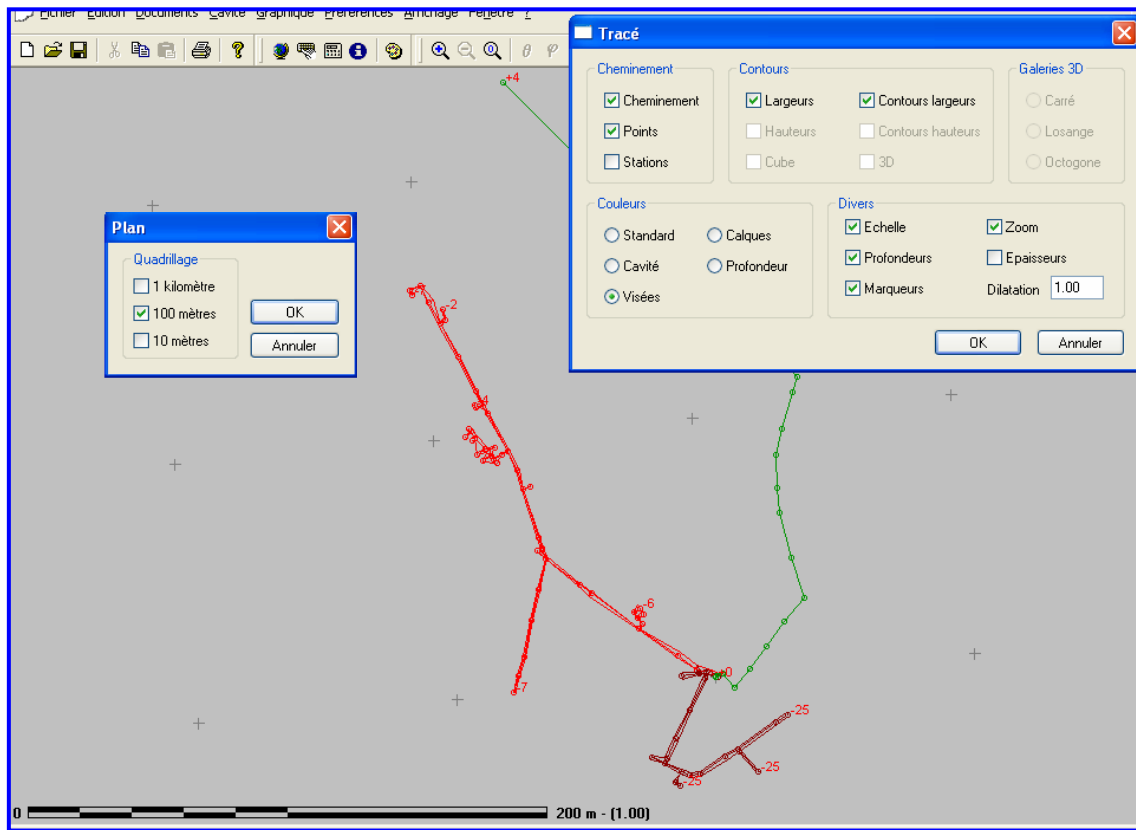 Fichier Edition Documents Cavité Graphique Préférences Affichage Fenêtre ?
θ φ
Tracé
Cheminement
Cheminement
Points
Stations
Contours
Largeurs
Contours largeurs
Hauteurs
Contours hauteurs
Cube
3D
Galeries 3D
Carré
Losange
Octogone
Couleurs
Standard
Calques
Cavité
Profondeur
Visées
Divers
Echelle
Zoom
Profondeurs
Epaisseurs
Marqueurs
Dilatation 1.00
OK
Annuler
Plan
Quadrillage
1 kilomètre
100 mètres
10 mètres
OK
Annuler
+4
-2
-6
-7
-25
-25
-25
0
200 m - (1.00)